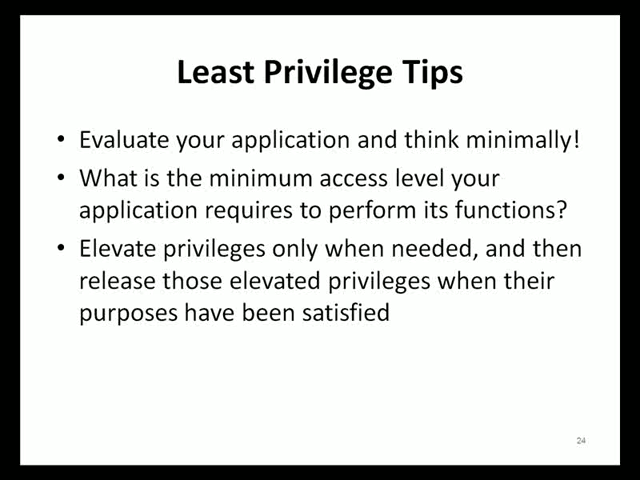 Least Privilege Tips
• Evaluate your application and think minimally!
• What is the minimum access level your
application requires to perform its functions?
• Elevate privileges only when needed, and then
release those elevated privileges when their
purposes have been satisfied
24